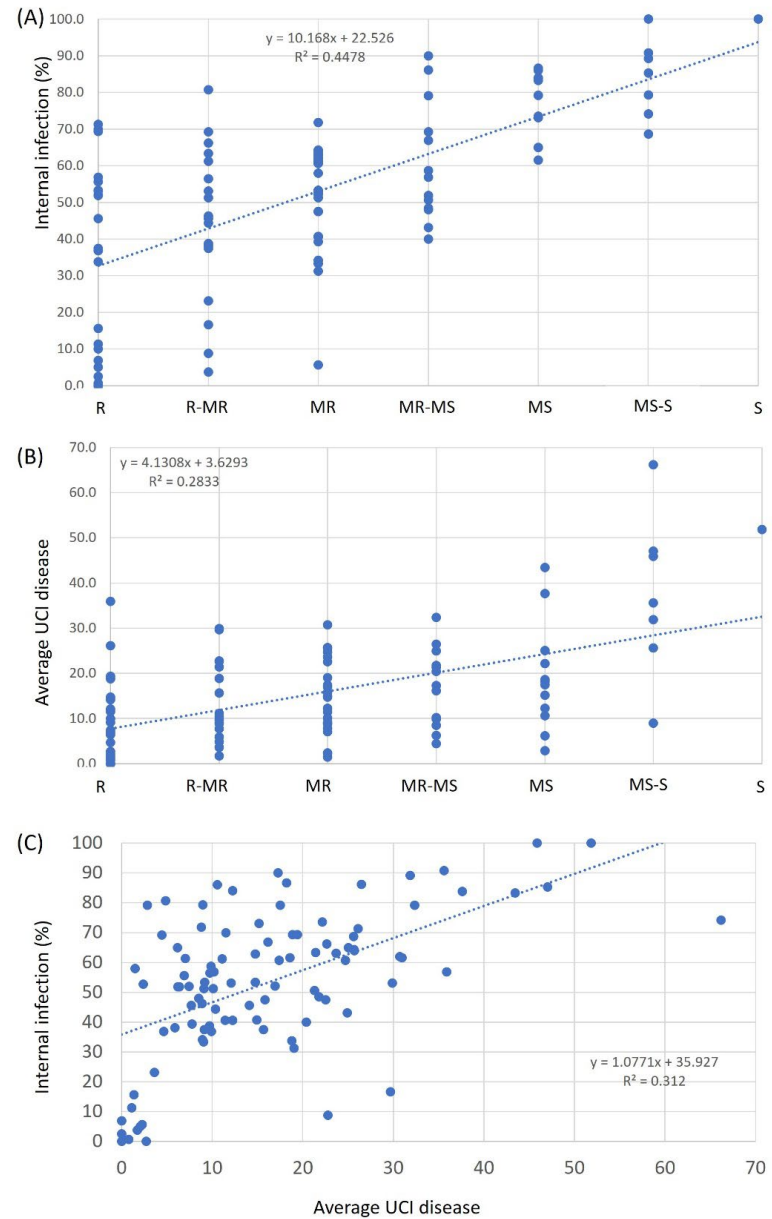 (A)
100.0
90.0
80.0
70.0
60.0
50.0
40.0
30.0
20.0
10.0
0.0
Internal infection (%)
y = 10.168x + 22.526
R² = 0.4478
R R-MR MR MR-MS MS MS-S S
(B)
70.0
60.0
50.0
40.0
30.0
20.0
10.0
0.0
Average UCI disease
y = 4.1308x + 3.6293
R² = 0.2833
R R-MR MR MR-MS MS MS-S S
(C)
100
90
80
70
60
50
40
30
20
10
0
Internal infection (%)
y = 1.0771x + 35.927
R² = 0.312
0 10 20 30 40 50 60 70
Average UCI disease